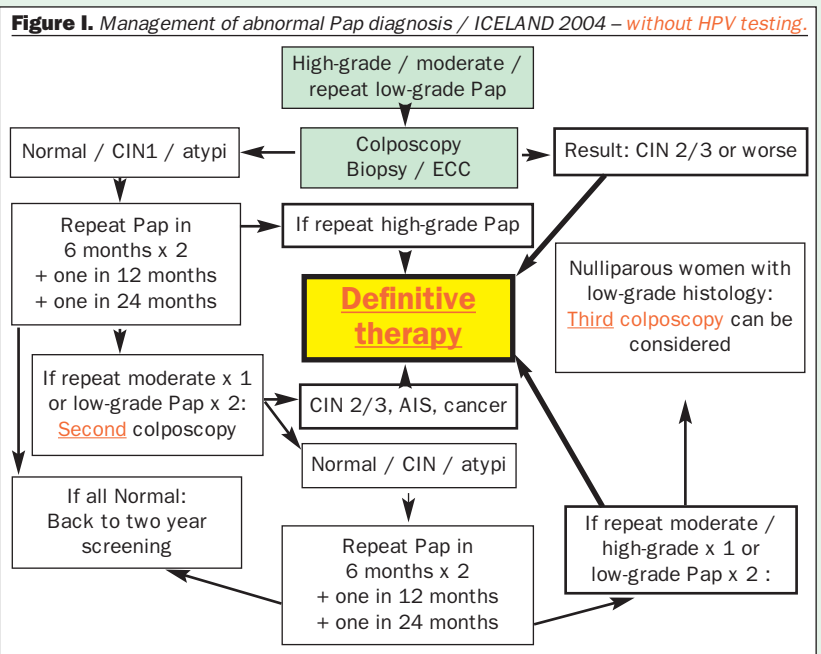 Figure I. Management of abnormal Pap diagnosis / ICELAND 2004 – without HPV testing.
High-grade / moderate /
repeat low-grade Pap
Normal / CIN1 / atypi
Colposcopy
Biopsy / ECC
Result: CIN 2/3 or worse
Repeat Pap in
6 months x 2
+ one in 12 months
+ one in 24 months
If repeat high-grade Pap
Definitive
therapy
Nulliparous women with
low-grade histology:
Third colposcopy can be
considered
If repeat moderate x 1
or low-grade Pap x 2:
Second colposcopy
CIN 2/3, AIS, cancer
Normal / CIN / atypi
If all Normal:
Back to two year
screening
Repeat Pap in
6 months x 2
+ one in 12 months
+ one in 24 months
If repeat moderate /
high-grade x 1 or
low-grade Pap x 2 :